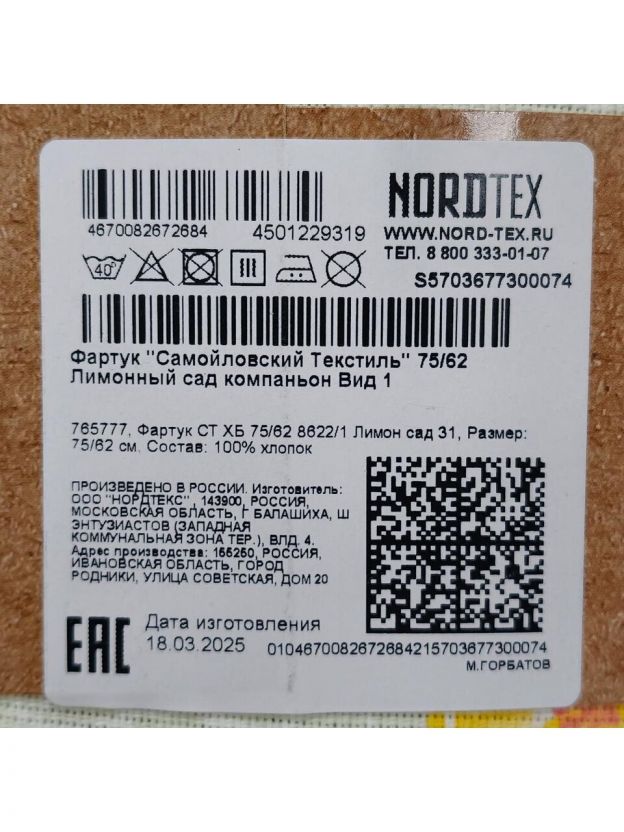 NORDTEX
4670082672684 4501229319
WWW.NORD-TEX.RU
ТЕЛ. 8 800 333-01-07
40°
S5703677300074
Фартук "Самойловский Текстиль" 75/62
Лимонный сад компаньон Вид 1
765777, Фартук СТ ХБ 75/62 8622/1 Лимон сад 31, Размер:
75/62 см. Состав: 100% хлопок
ПРОИЗВЕДЕНО В РОССИИ. Изготовитель:
ООО "НОРДТЕКС" , 143900, РОССИЯ,
МОСКОВСКАЯ ОБЛАСТЬ, Г БАЛАШИХА, Ш
ЭНТУЗИАСТОВ (ЗАПАДНАЯ
КОММУНАЛЬНАЯ ЗОНА ТЕР.), ВЛД. 4.
Адрес производства: 155250, РОССИЯ,
ИВАНОВСКАЯ ОБЛАСТЬ, ГОРОД
РОДНИКИ, УЛИЦА СОВЕТСКАЯ, ДОМ 20
EAC
Дата изготовления
18.03.2025
0104670082672684215703677300074
М.ГОРБАТОВ